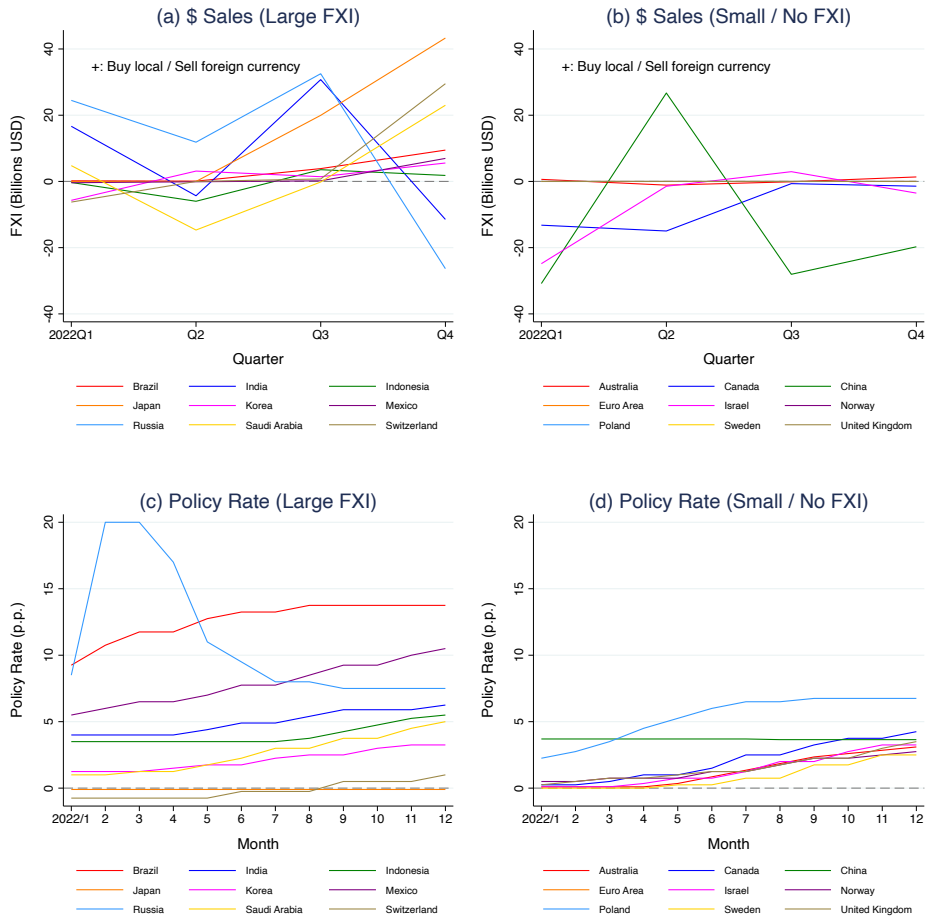 (a) $ Sales (Large FXI)
40
20
0
-20
-40
FXI (Billions USD)
+: Buy local / Sell foreign currency
2022Q1 Q2 Q3 Q4
Quarter
Brazil India Indonesia
Japan Korea Mexico
Russia Saudi Arabia Switzerland
(b) $ Sales (Small / No FXI)
40
20
0
-20
-40
FXI (Billions USD)
+: Buy local / Sell foreign currency
2022Q1 Q2 Q3 Q4
Quarter
Australia Canada China
Euro Area Israel Norway
Poland Sweden United Kingdom
(c) Policy Rate (Large FXI)
20
15
10
5
0
Policy Rate (p.p.)
2022/1 2 3 4 5 6 7 8 9 10 11 12
Month
Brazil India Indonesia
Japan Korea Mexico
Russia Saudi Arabia Switzerland
(d) Policy Rate (Small / No FXI)
20
15
10
5
0
Policy Rate (p.p.)
2022/1 2 3 4 5 6 7 8 9 10 11 12
Month
Australia Canada China
Euro Area Israel Norway
Poland Sweden United Kingdom